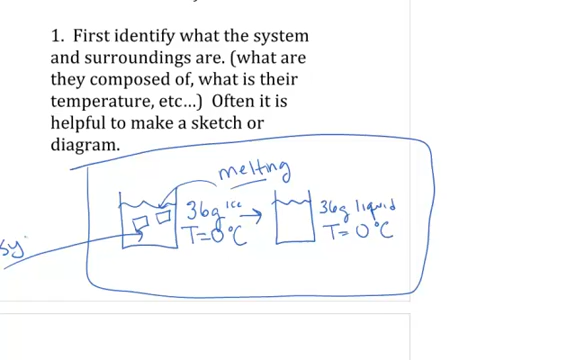 1. First identify what the system
and surroundings are. (what are
they composed of, what is their
temperature, etc...) Often it is
helpful to make a sketch or
diagram.
melting
36g ice → 36g liquid
T=0°C T=0°C
sy